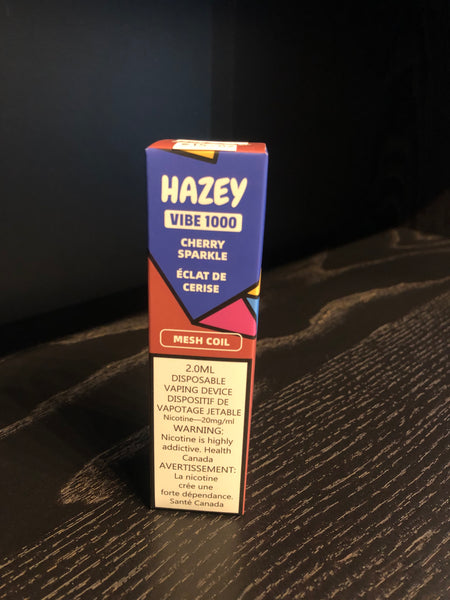 HAZEY
VIBE 1000
CHERRY
SPARKLE
ÉCLAT DE
CERISE
MESH COIL
2.0ML
DISPOSABLE
VAPING DEVICE
DISPOSITIF DE
VAPOTAGE JETABLE
Nicotine—20mg/ml
WARNING:
Nicotine is highly
addictive. Health
Canada
AVERTISSEMENT:
La nicotine
crée une
forte dépendance.
Santé Canada